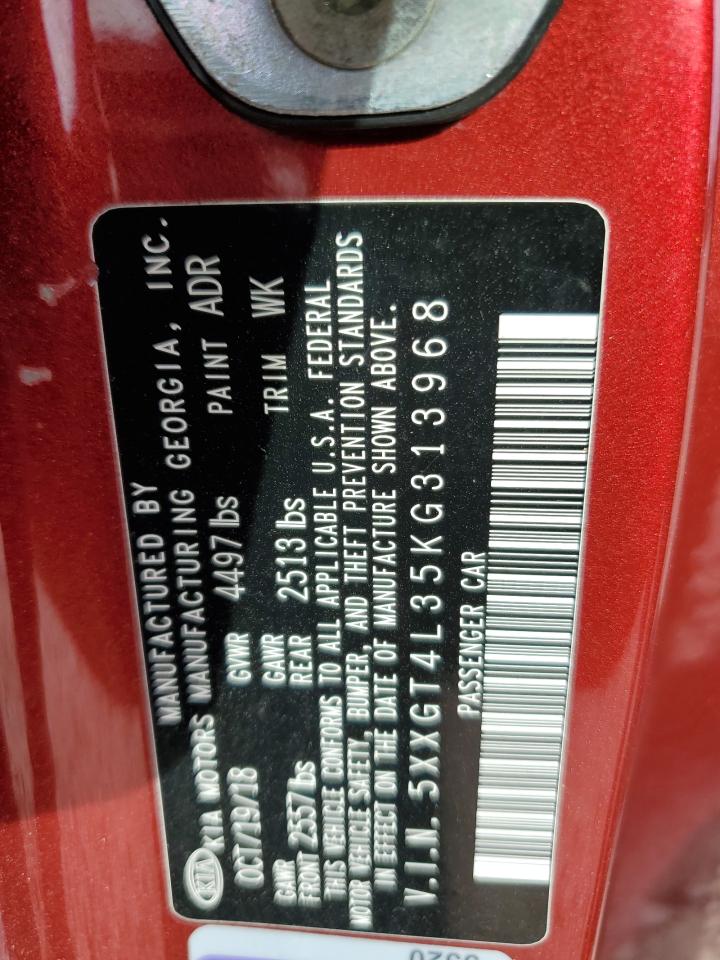 MANUFACTURED BY
KIA KIA MOTORS MANUFACTURING GEORGIA, INC.
OCT/19/18 GVWR 4497 lbs PAINT ADR
GAWR FRONT 2357 lbs GAWR REAR 2513 lbs TRIM WK
THIS VEHICLE CONFORMS TO ALL APPLICABLE U.S.A. FEDERAL
MOTOR VEHICLE SAFETY, BUMPER, AND THEFT PREVENTION STANDARDS
IN EFFECT ON THE DATE OF MANUFACTURE SHOWN ABOVE.
V.I.N. 5XXGT4L35KG313968
PASSENGER CAR